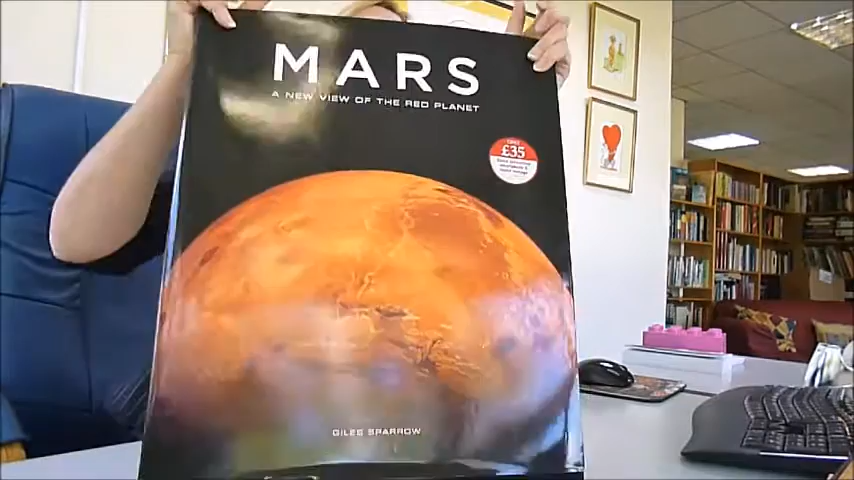 MARS
A NEW VIEW OF THE RED PLANET
£35
GILES SPARROW